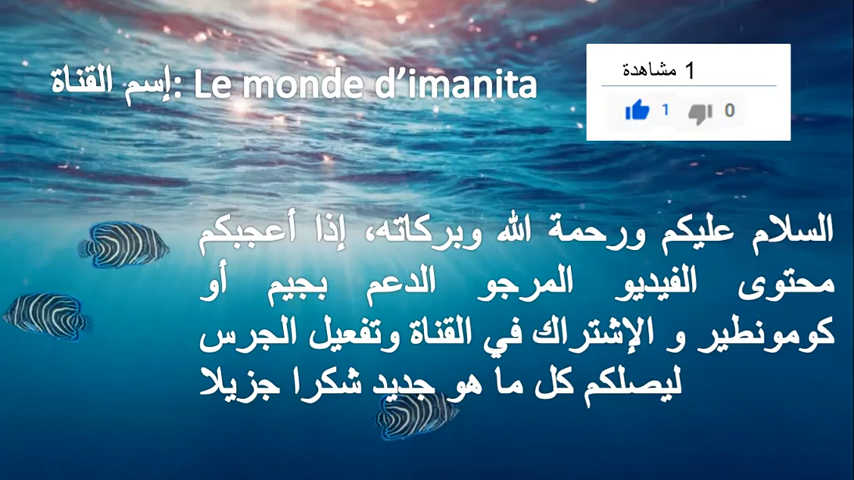 إسم القناة: Le monde d’imanita
1 مشاهدة
1 0
السلام عليكم ورحمة الله وبركاته، إذا أعجبكم
محتوى الفيديو المرجو الدعم بجيم أو
كومونطير و الإشتراك في القناة وتفعيل الجرس
ليصلكم كل ما هو جديد شكرا جزيلا